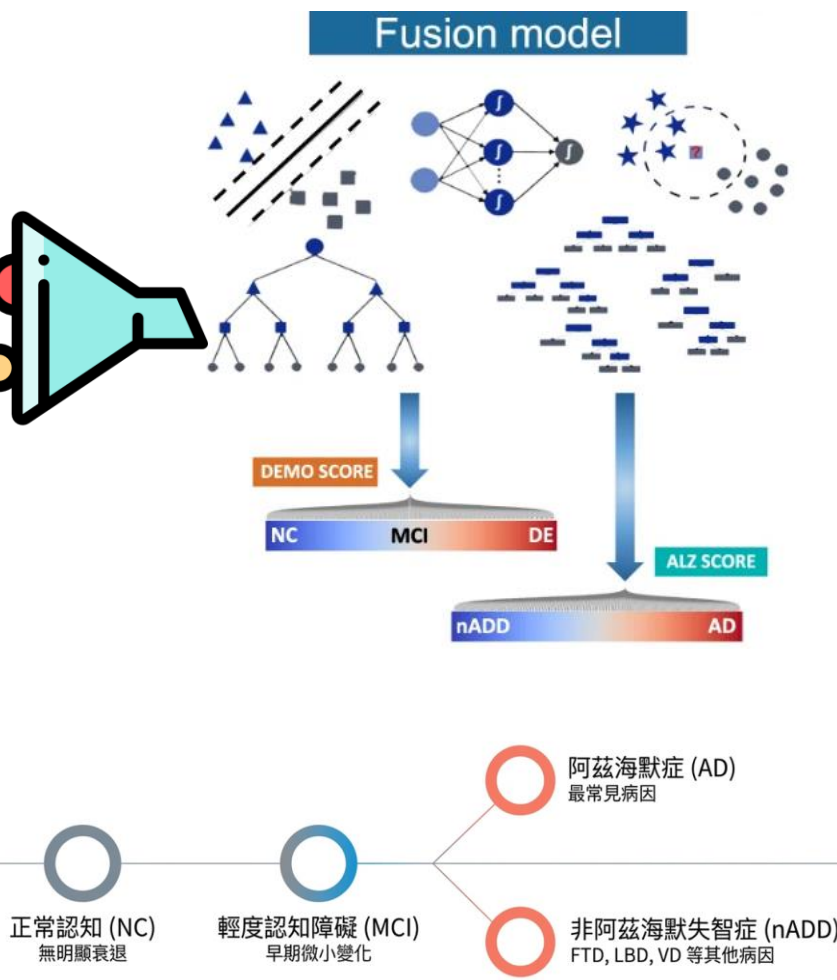 Fusion model
?
DEMO SCORE
NC MCI DE
ALZ SCORE
nADD AD
阿茲海默症 (AD)
最常見病因
正常認知 (NC)
無明顯衰退
輕度認知障礙 (MCI)
早期微小變化
非阿茲海默失智症 (nADD)
FTD, LBD, VD 等其他病因